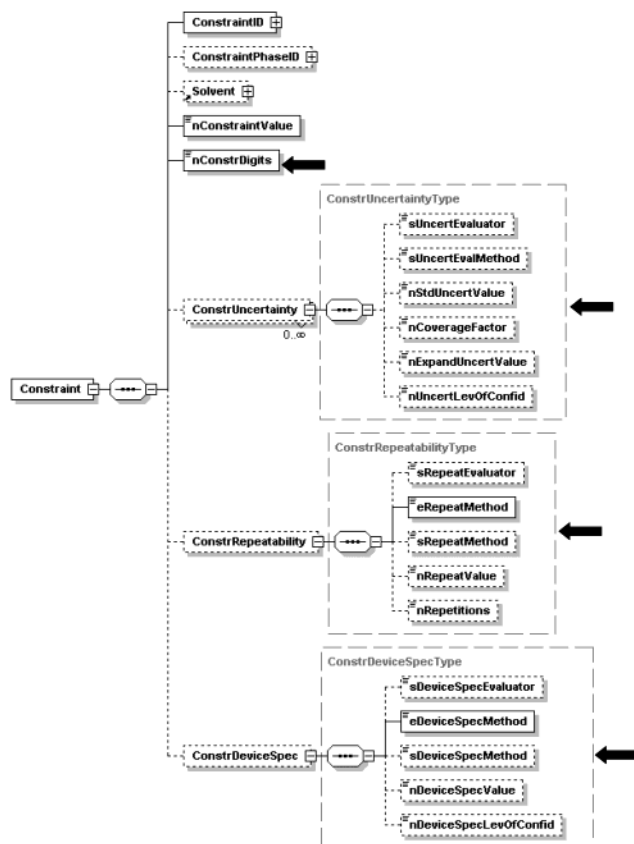 ConstraintID
ConstraintPhaseID
Solvent
nConstraintValue
nConstrDigits
ConstrUncertaintyType
sUncertEvaluator
sUncertEvalMethod
nStdUncertValue
ConstrUncertainty
nCoverageFactor
0..∞
nExpandUncertValue
nUncertLevOfConfid
Constraint
ConstrRepeatabilityType
sRepeatEvaluator
eRepeatMethod
ConstrRepeatability
sRepeatMethod
nRepeatValue
nRepetitions
ConstrDeviceSpecType
sDeviceSpecEvaluator
eDeviceSpecMethod
ConstrDeviceSpec
sDeviceSpecMethod
nDeviceSpecValue
nDeviceSpecLevOfConfid